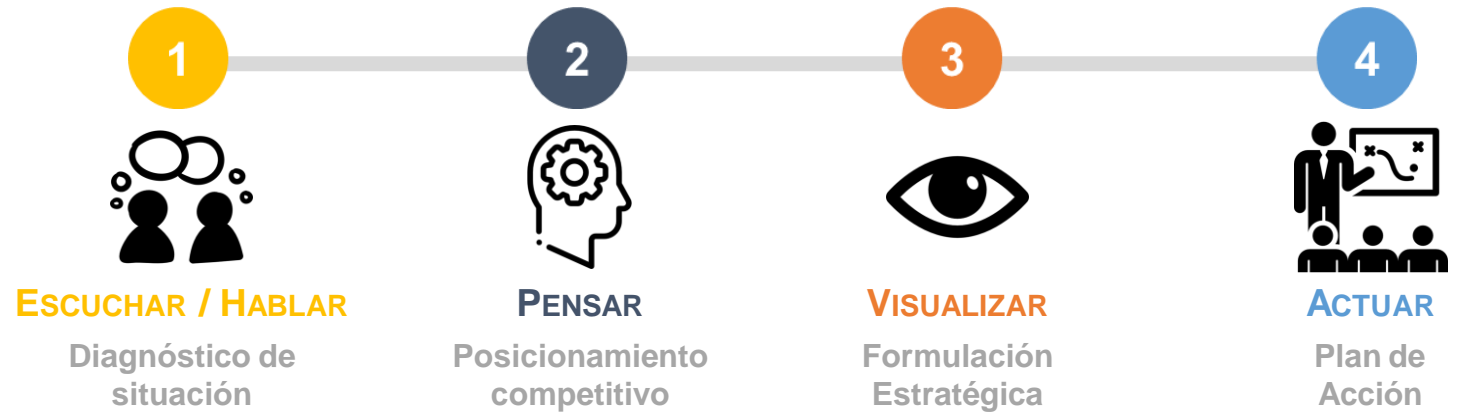 1 2 3 4
ESCUCHAR / HABLAR PENSAR VISUALIZAR ACTUAR
Diagnóstico de Posicionamiento Formulación Plan de
situación competitivo Estratégica Acción